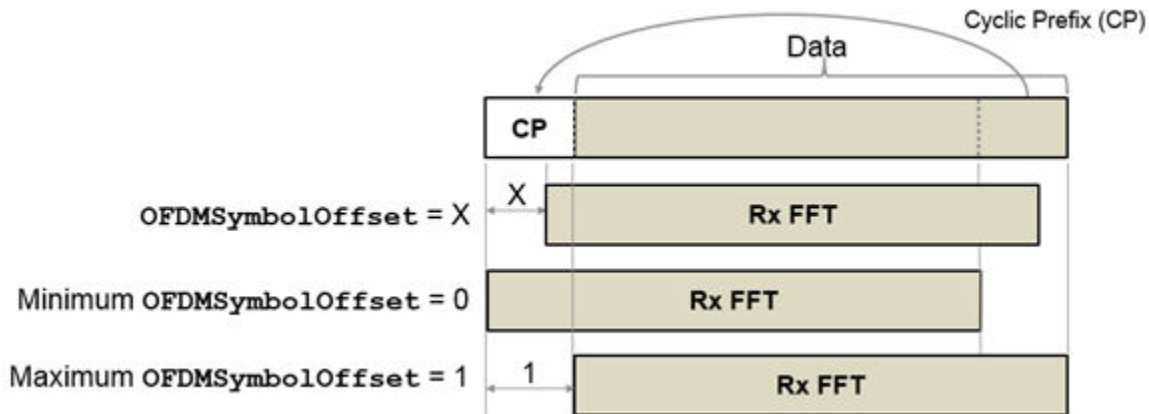 Cyclic Prefix (CP)
Data
CP
X
OFDMSymbolOffset = X
Rx FFT
Minimum OFDMSymbolOffset = 0
Rx FFT
Maximum OFDMSymbolOffset = 1
1
Rx FFT